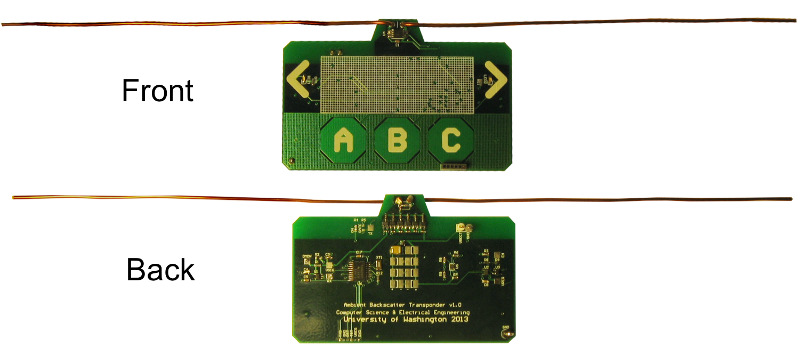 Front
<
>
A
B
C
Back
Ambient Backscatter Transponder v1.0
Computer Science & Electrical Engineering
University of Washington 2013